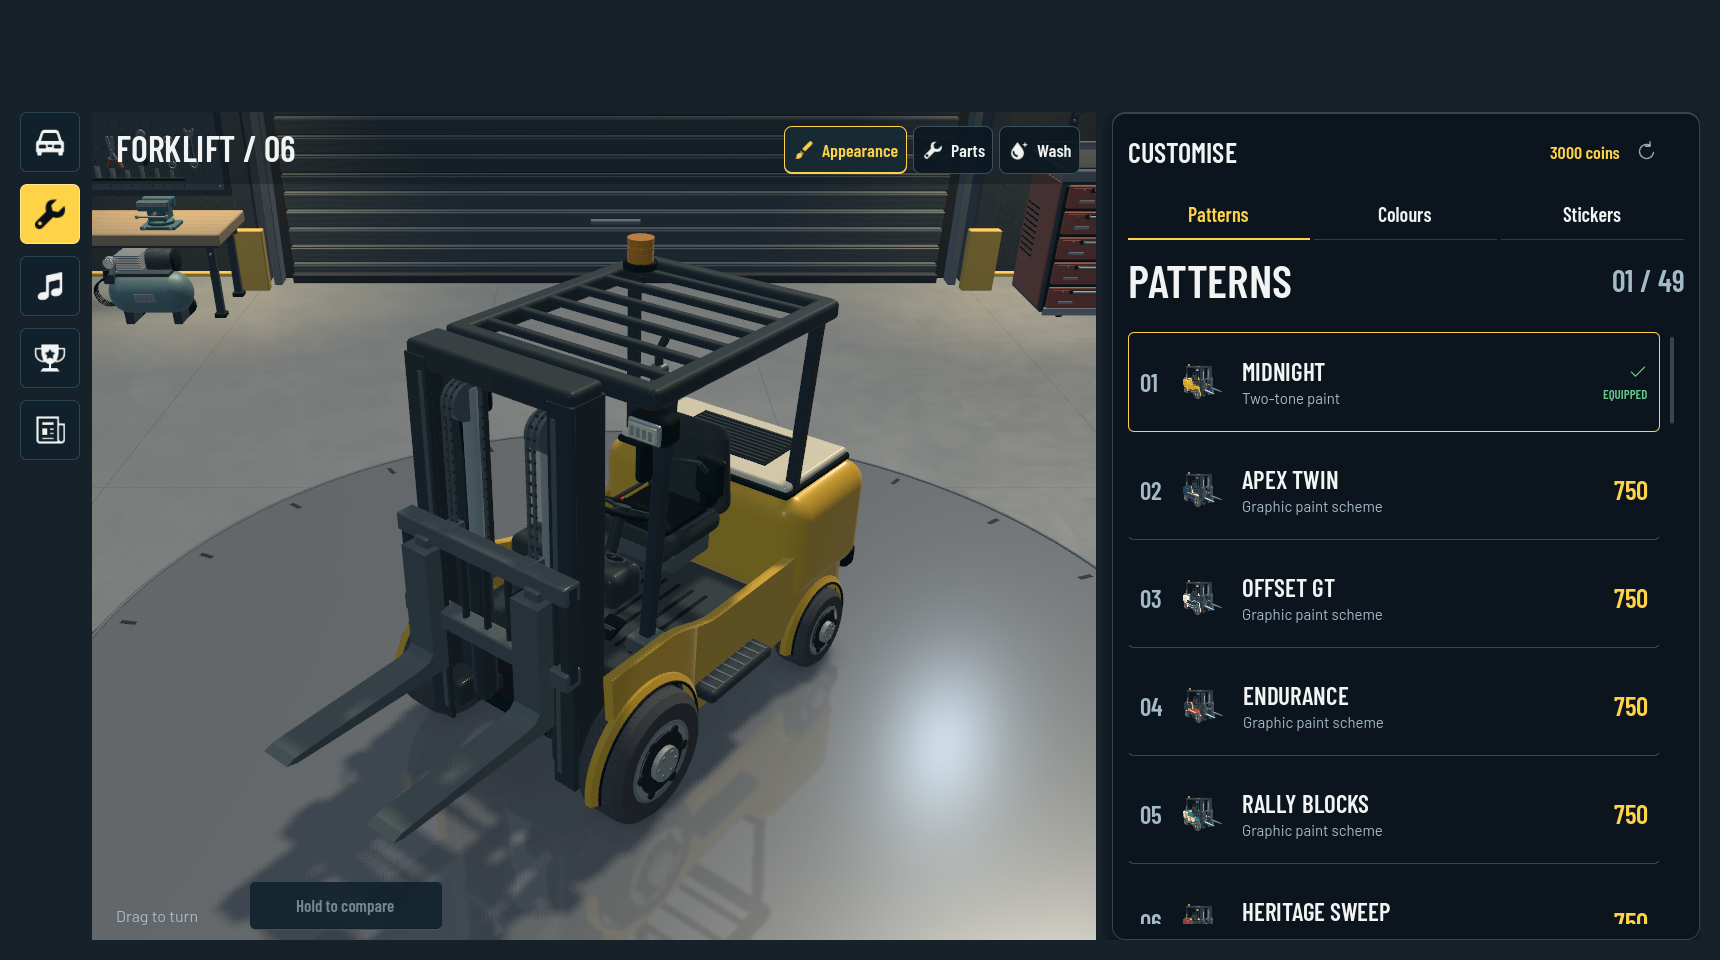 FORKLIFT / 06
Appearance
Parts
Wash
Drag to turn
Hold to compare
CUSTOMISE
3000 coins
Patterns
Colours
Stickers
PATTERNS
01 / 49
01
MIDNIGHT
Two-tone paint
EQUIPPED
02
APEX TWIN
Graphic paint scheme
750
03
OFFSET GT
Graphic paint scheme
750
04
ENDURANCE
Graphic paint scheme
750
05
RALLY BLOCKS
Graphic paint scheme
750
06
HERITAGE SWEEP
750